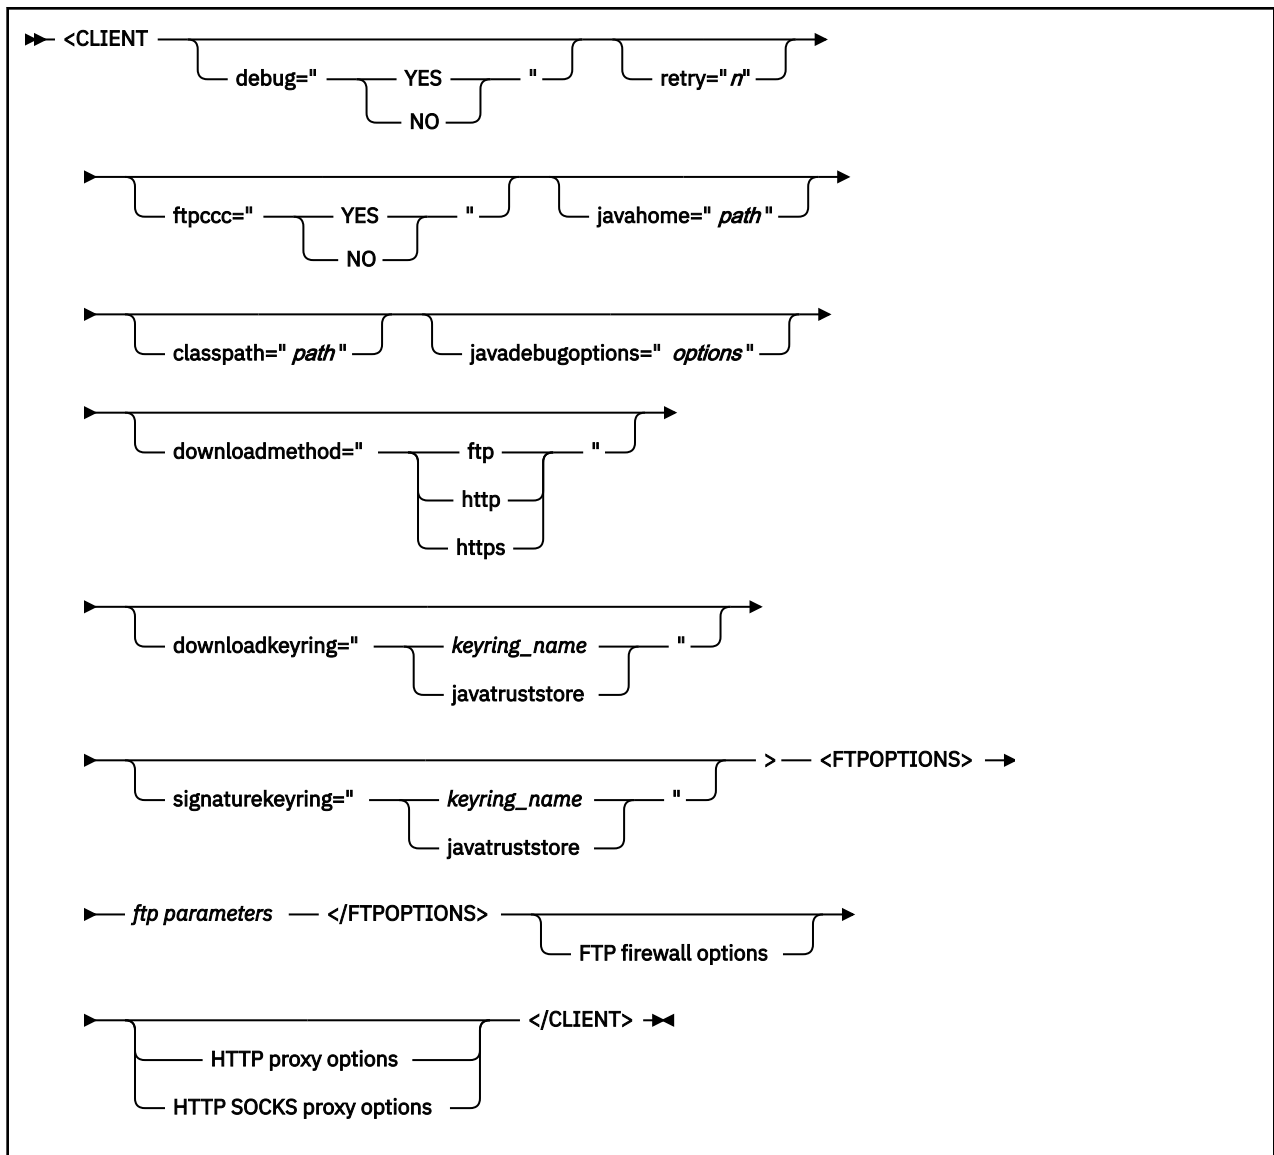 <CLIENT
debug=" YES "
NO
retry="n"
ftpccc=" YES "
NO
javahome=" path "
classpath=" path "
javadebugoptions=" options "
downloadmethod=" ftp "
http
https
downloadkeyring=" keyring_name "
javatruststore
> <FTPOPTIONS>
signaturekeyring=" keyring_name "
javatruststore
ftp parameters </FTPOPTIONS>
FTP firewall options
</CLIENT>
HTTP proxy options
HTTP SOCKS proxy options